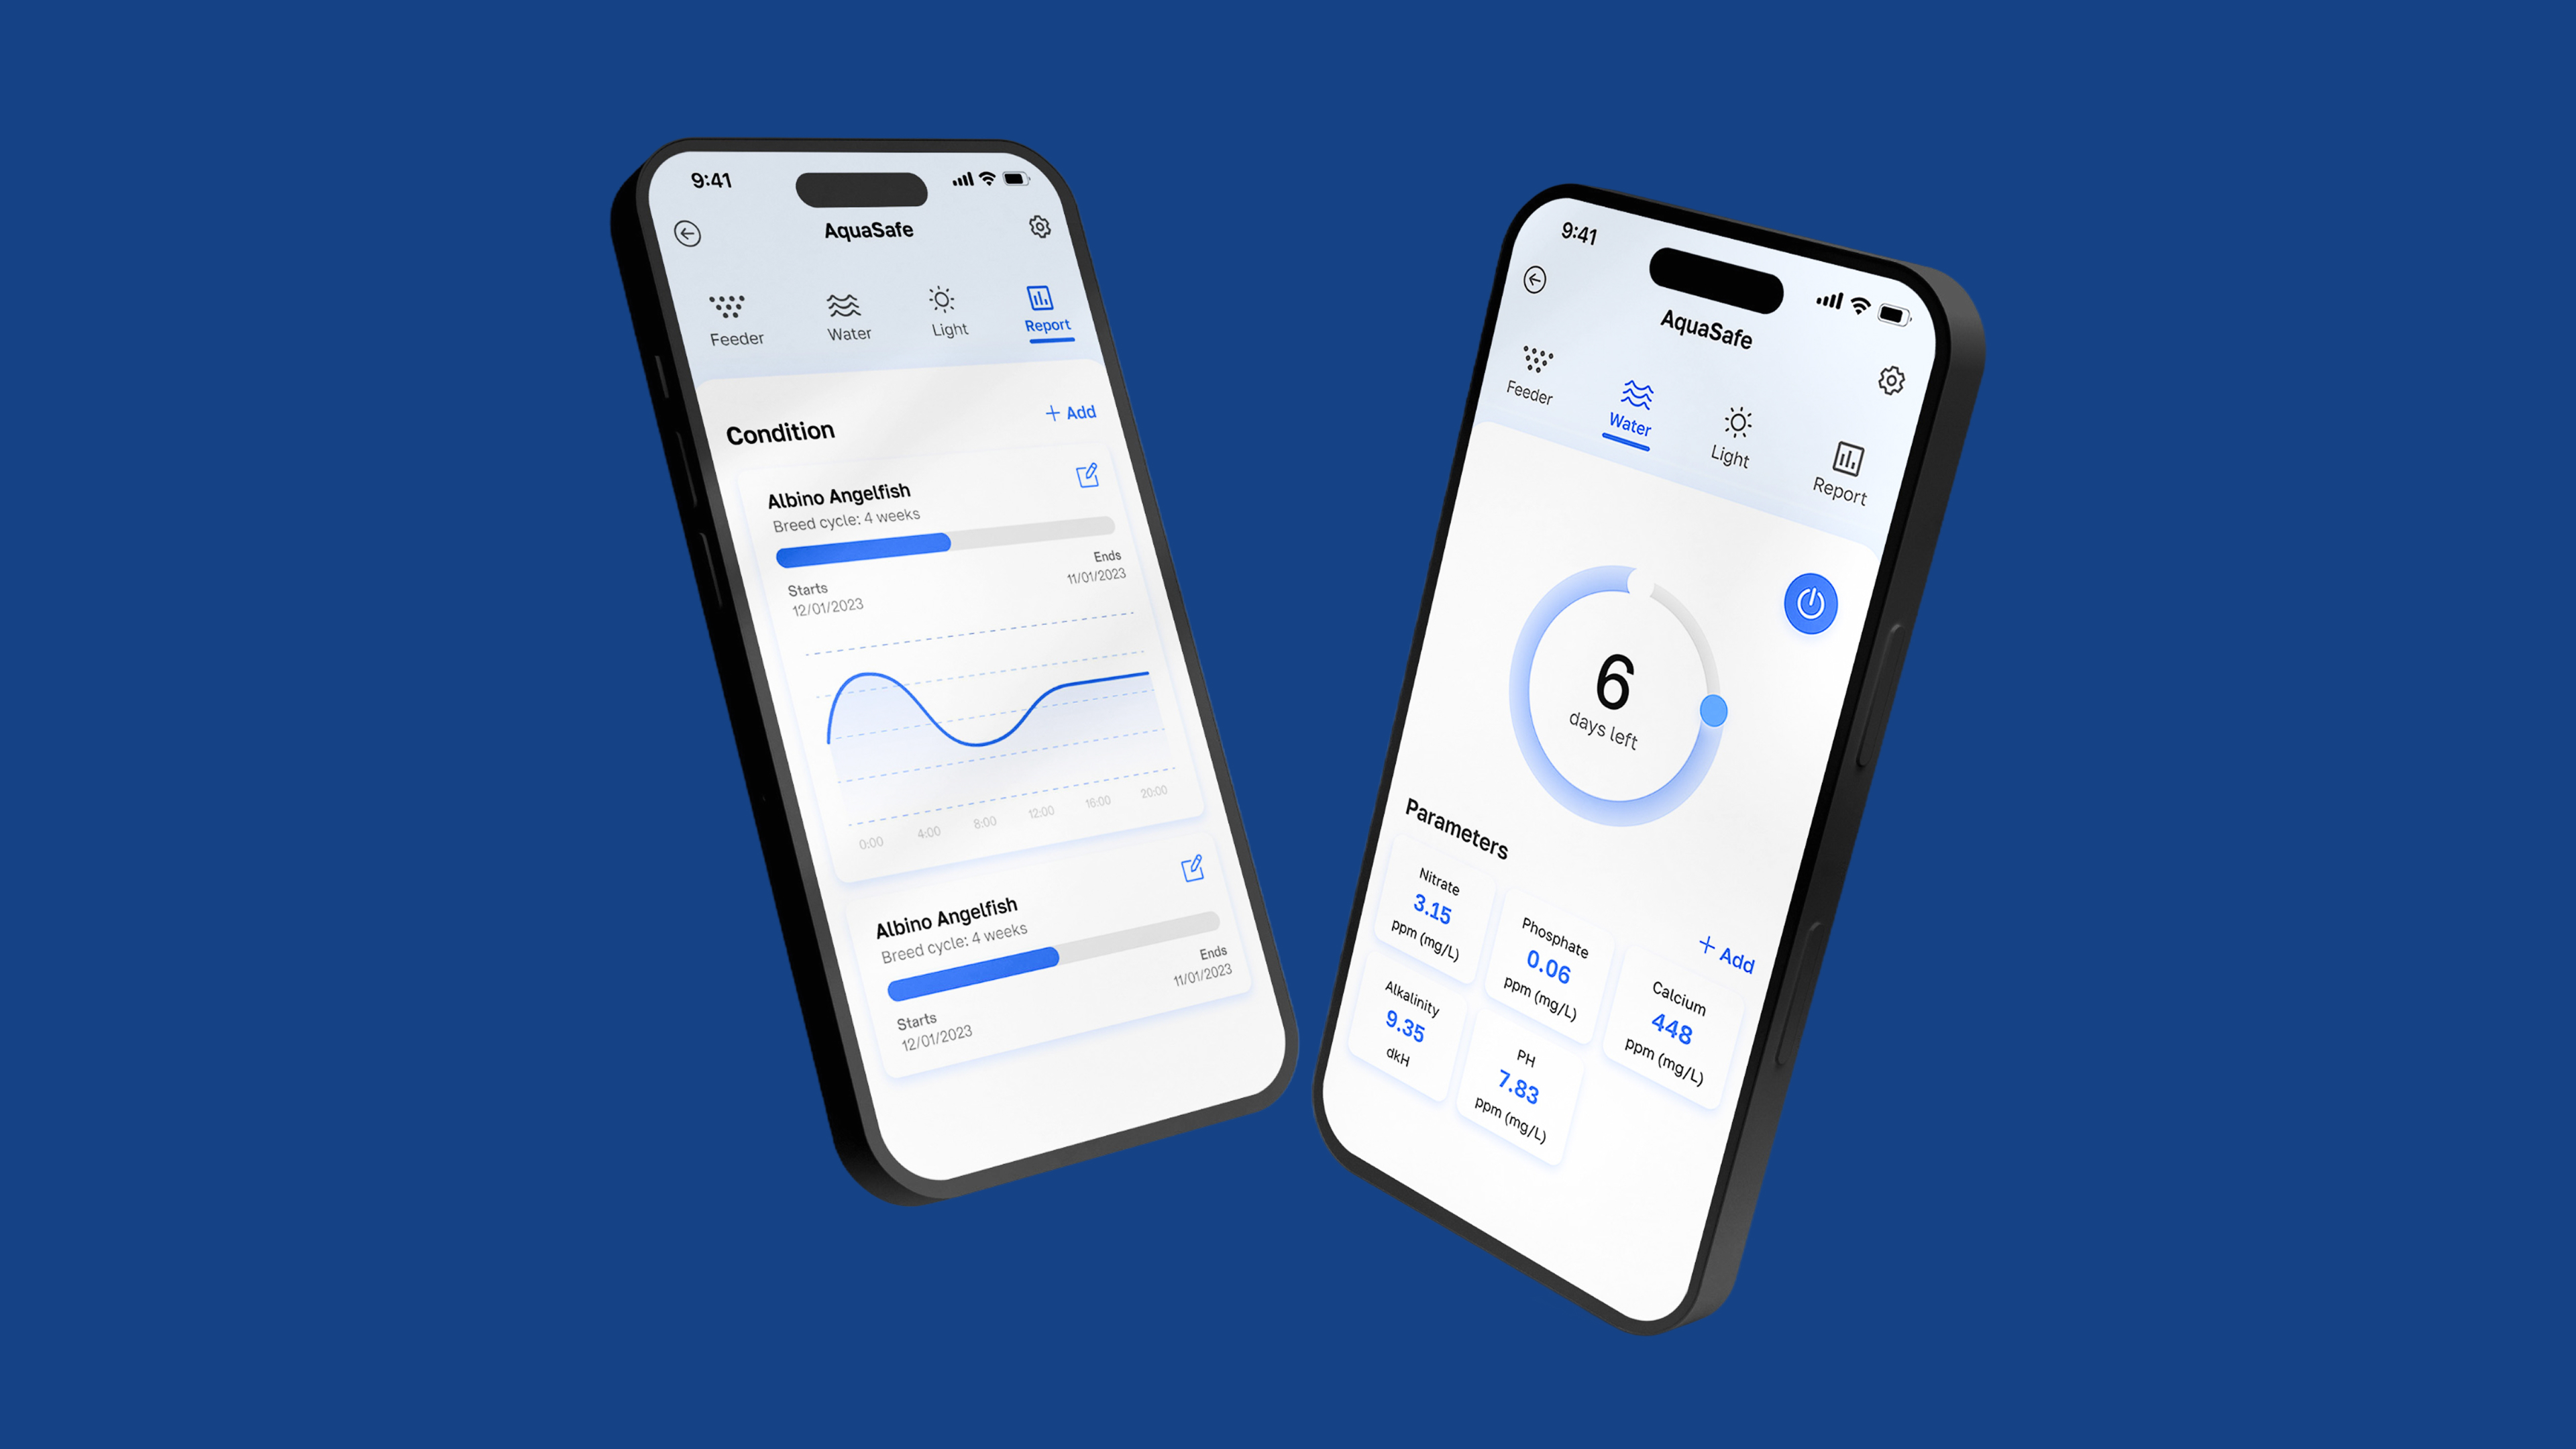 9:41
AquaSafe
Feeder
Water
Light
Report
Condition
+ Add
Albino Angelfish
Breed cycle: 4 weeks
Starts
12/01/2023
Ends
11/01/2023
0:00 4:00 8:00 12:00 16:00 20:00
Albino Angelfish
Breed cycle: 4 weeks
Starts
12/01/2023
Ends
11/01/2023
9:41
AquaSafe
Feeder
Water
Light
Report
6
days left
Parameters
+ Add
Nitrate
3.15
ppm (mg/L)
Phosphate
0.06
ppm (mg/L)
Calcium
448
ppm (mg/L)
Alkalinity
9.35
dkH
PH
7.83
ppm (mg/L)